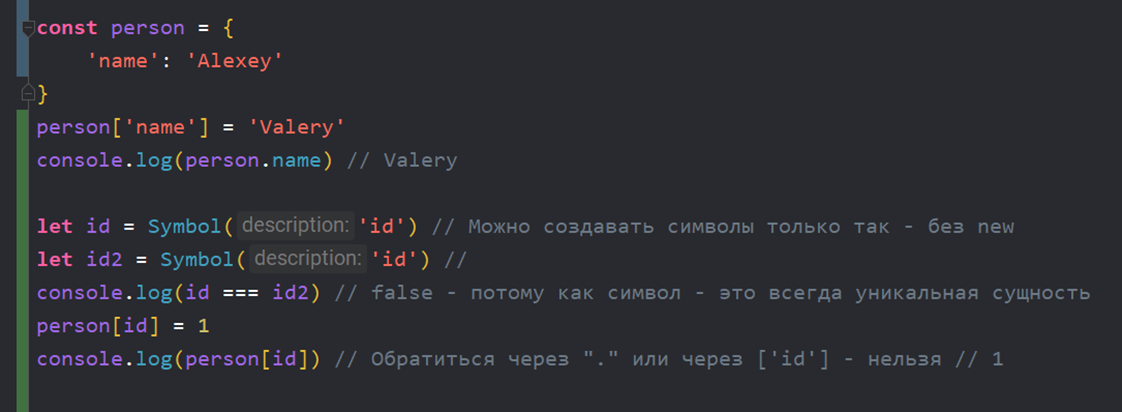 const person = {
    'name': 'Alexey'
}
person['name'] = 'Valery'
console.log(person.name) // Valery

let id = Symbol( description: 'id') // Можно создавать символы только так - без new
let id2 = Symbol( description: 'id') //
console.log(id === id2) // false - потому как символ - это всегда уникальная сущность
person[id] = 1
console.log(person[id]) // Обратиться через "." или через ['id'] - нельзя // 1